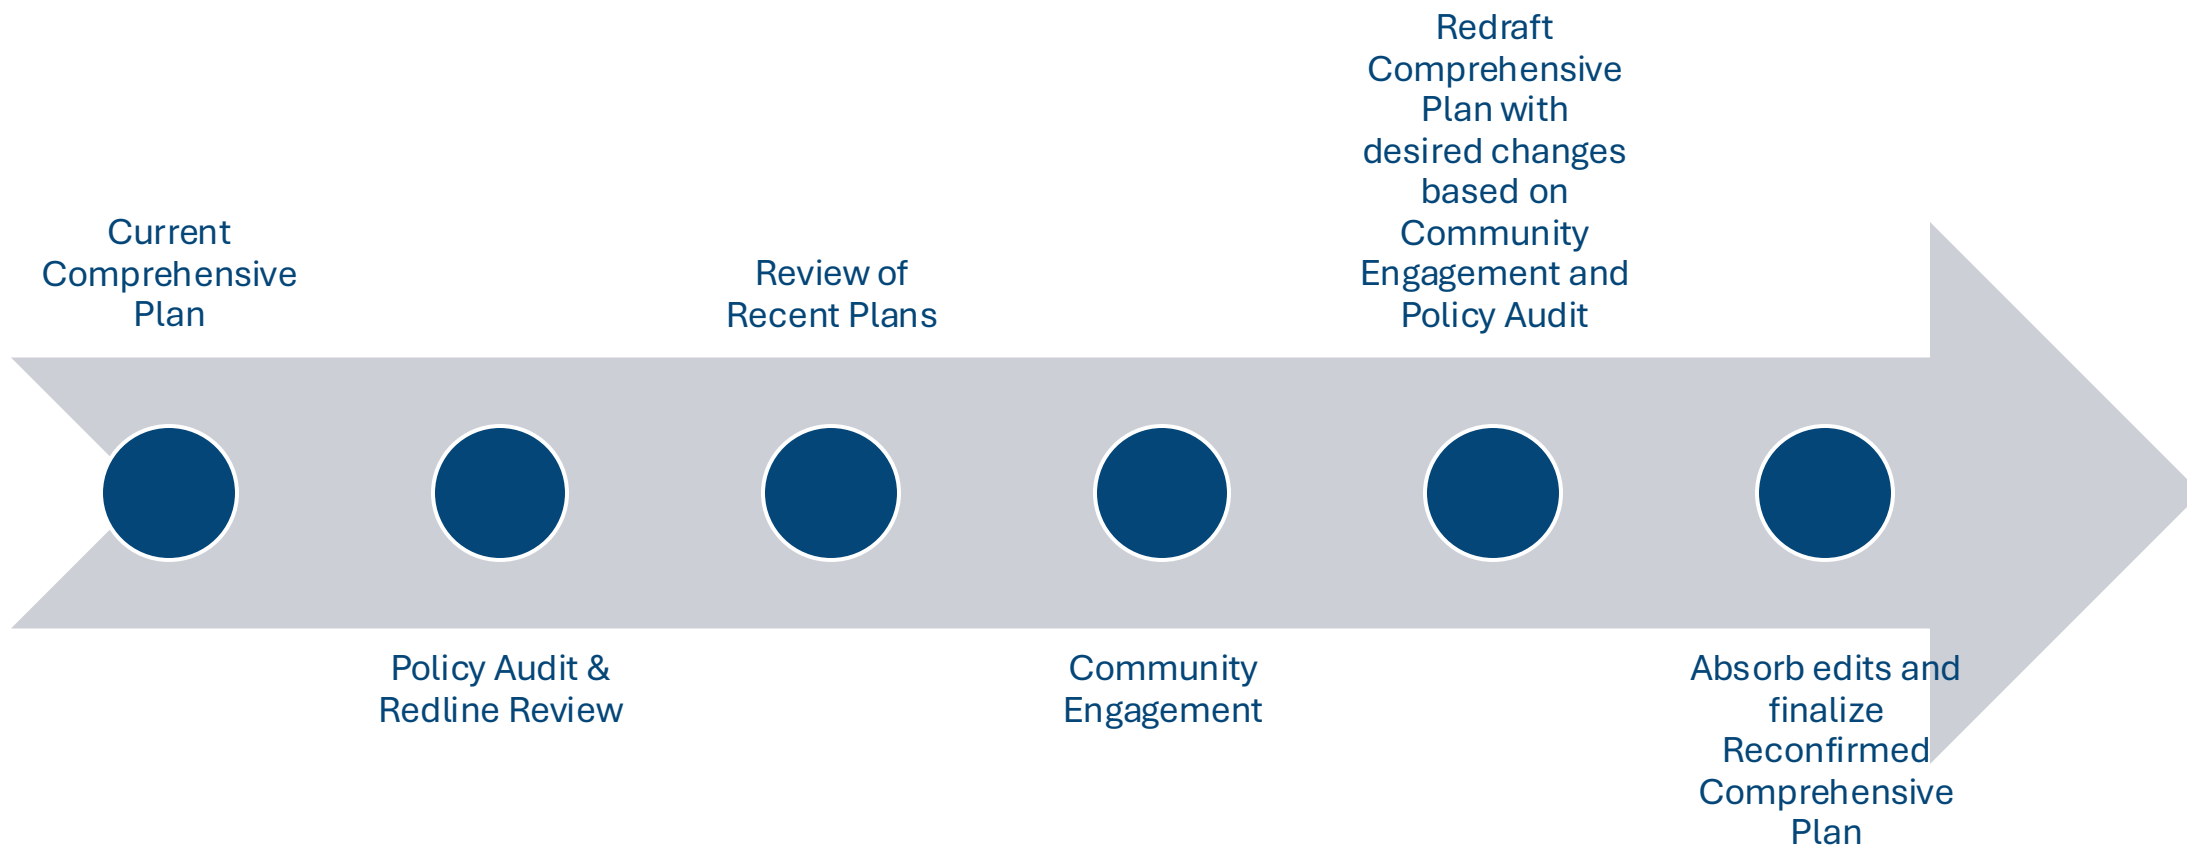 Current
Comprehensive
Plan
Policy Audit &
Redline Review
Review of
Recent Plans
Community
Engagement
Redraft
Comprehensive
Plan with
desired changes
based on
Community
Engagement and
Policy Audit
Absorb edits and
finalize
Reconfirmed
Comprehensive
Plan